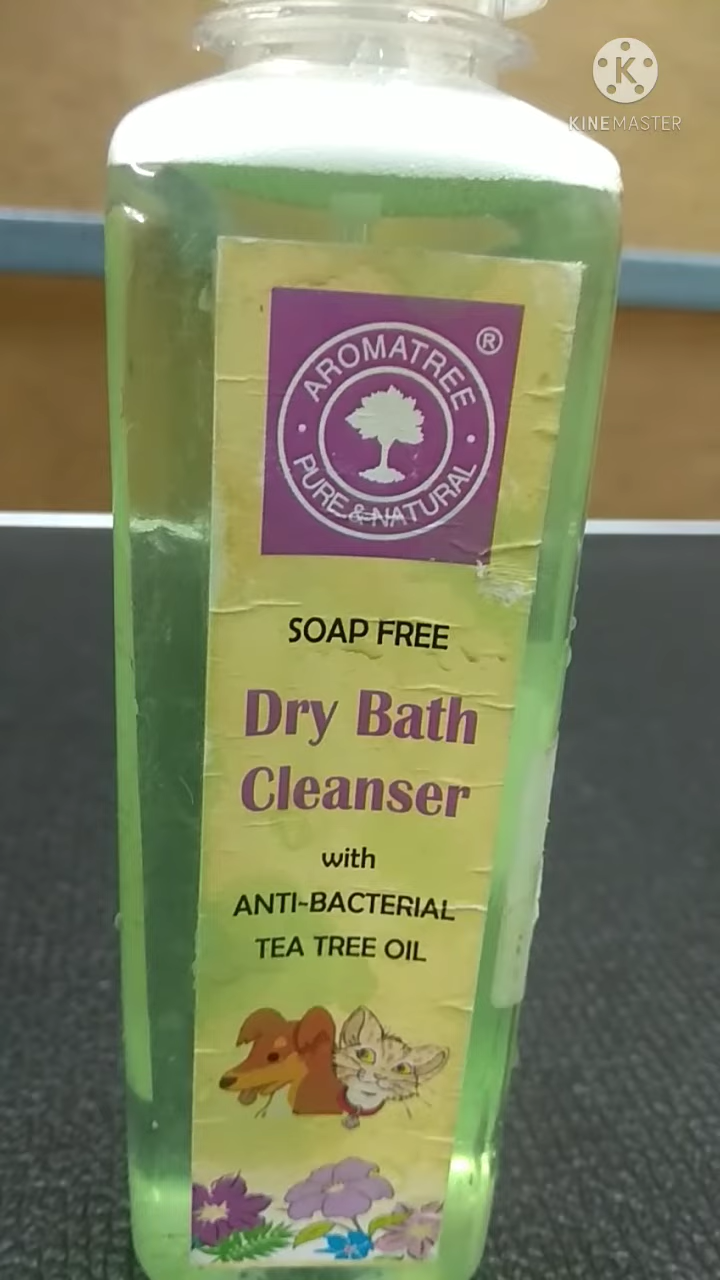 K
KINEMASTER
AROMATREE
®
PURE & NATURAL
SOAP FREE
Dry Bath
Cleanser
with
ANTI~BACTERIAL
TEA TREE OIL